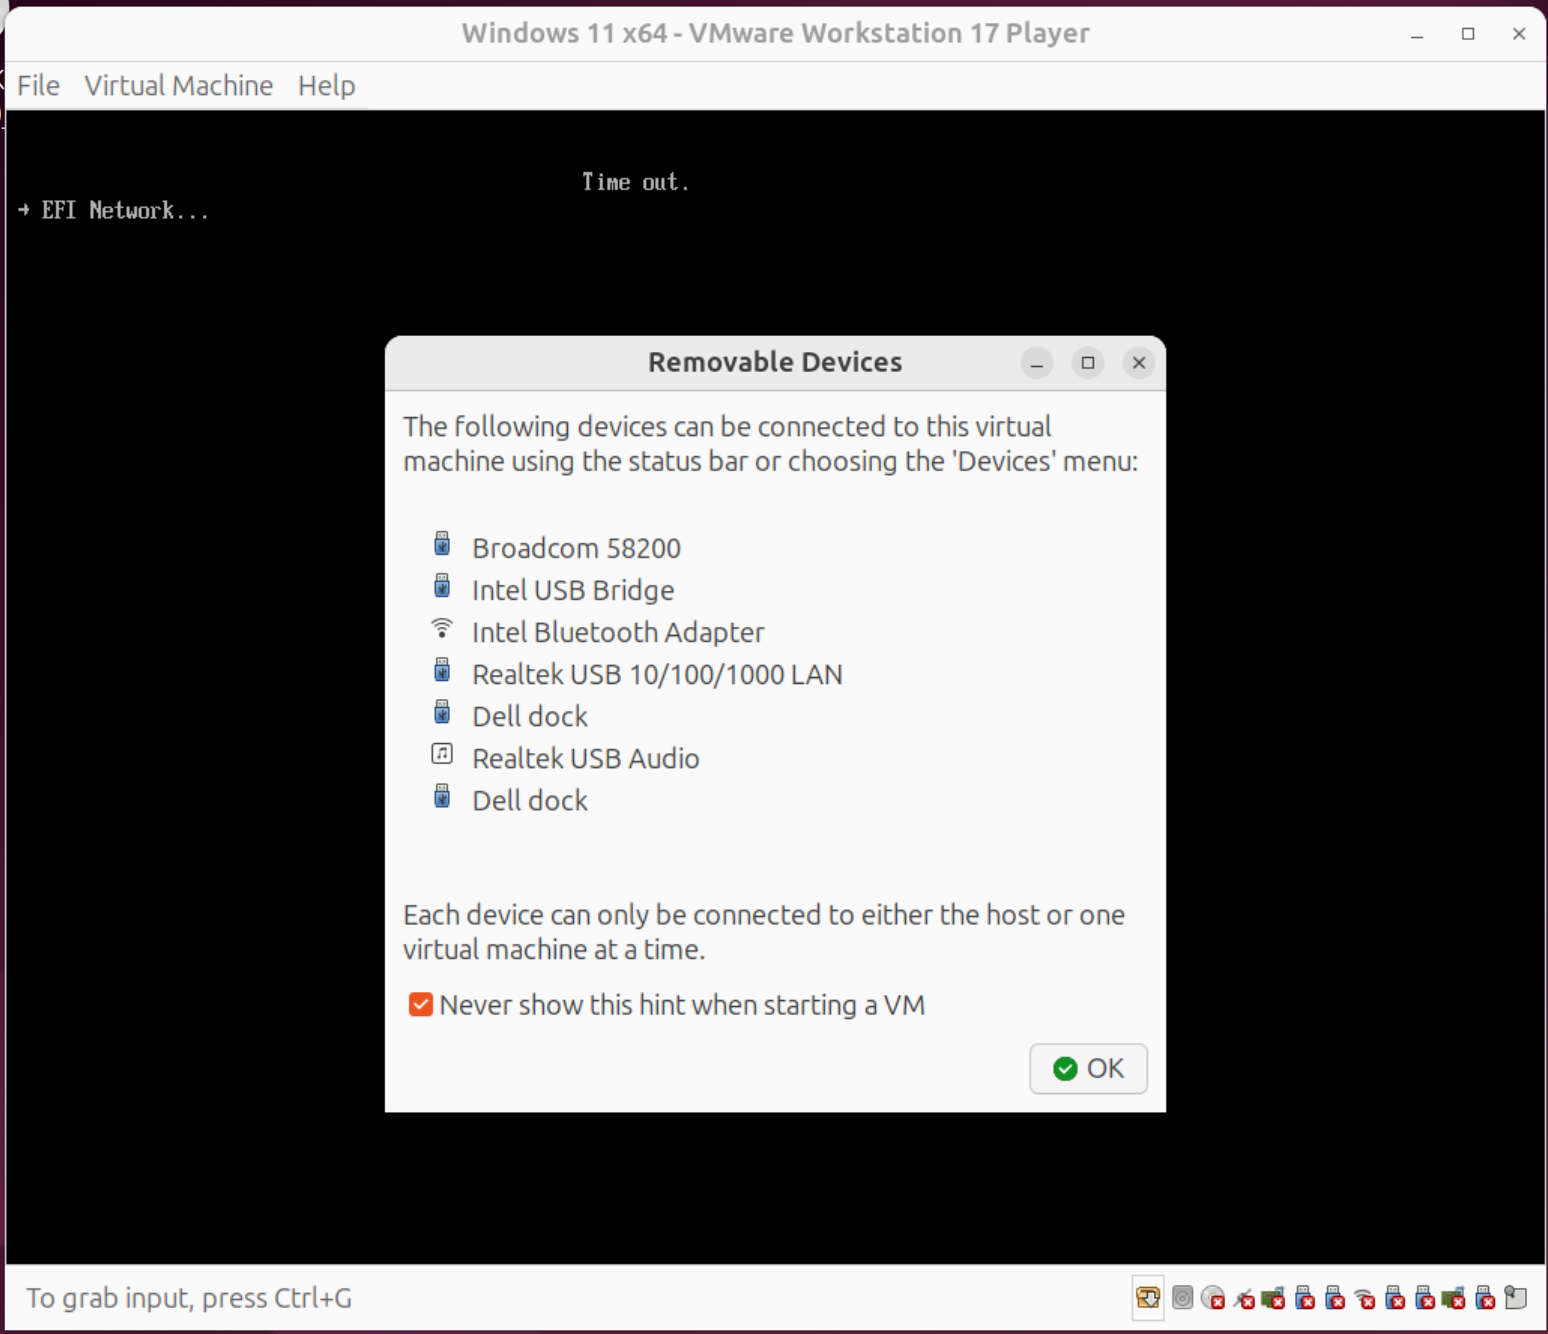 Windows 11 x64 - VMware Workstation 17 Player
File Virtual Machine Help
Time out.
→ EFI Network...
Removable Devices
The following devices can be connected to this virtual
machine using the status bar or choosing the 'Devices' menu:
Broadcom 58200
Intel USB Bridge
Intel Bluetooth Adapter
Realtek USB 10/100/1000 LAN
Dell dock
Realtek USB Audio
Dell dock
Each device can only be connected to either the host or one
virtual machine at a time.
Never show this hint when starting a VM
OK
To grab input, press Ctrl+G